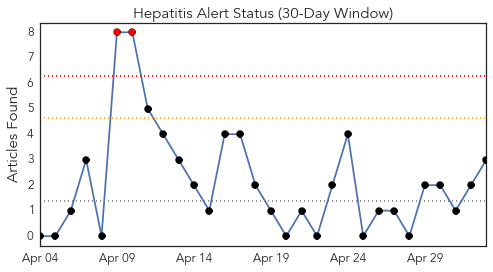 Hepatitis Alert Status (30-Day Window)
Articles Found
8
7
6
5
4
3
2
1
0
Apr 04
Apr 09
Apr 14
Apr 19
Apr 24
Apr 29